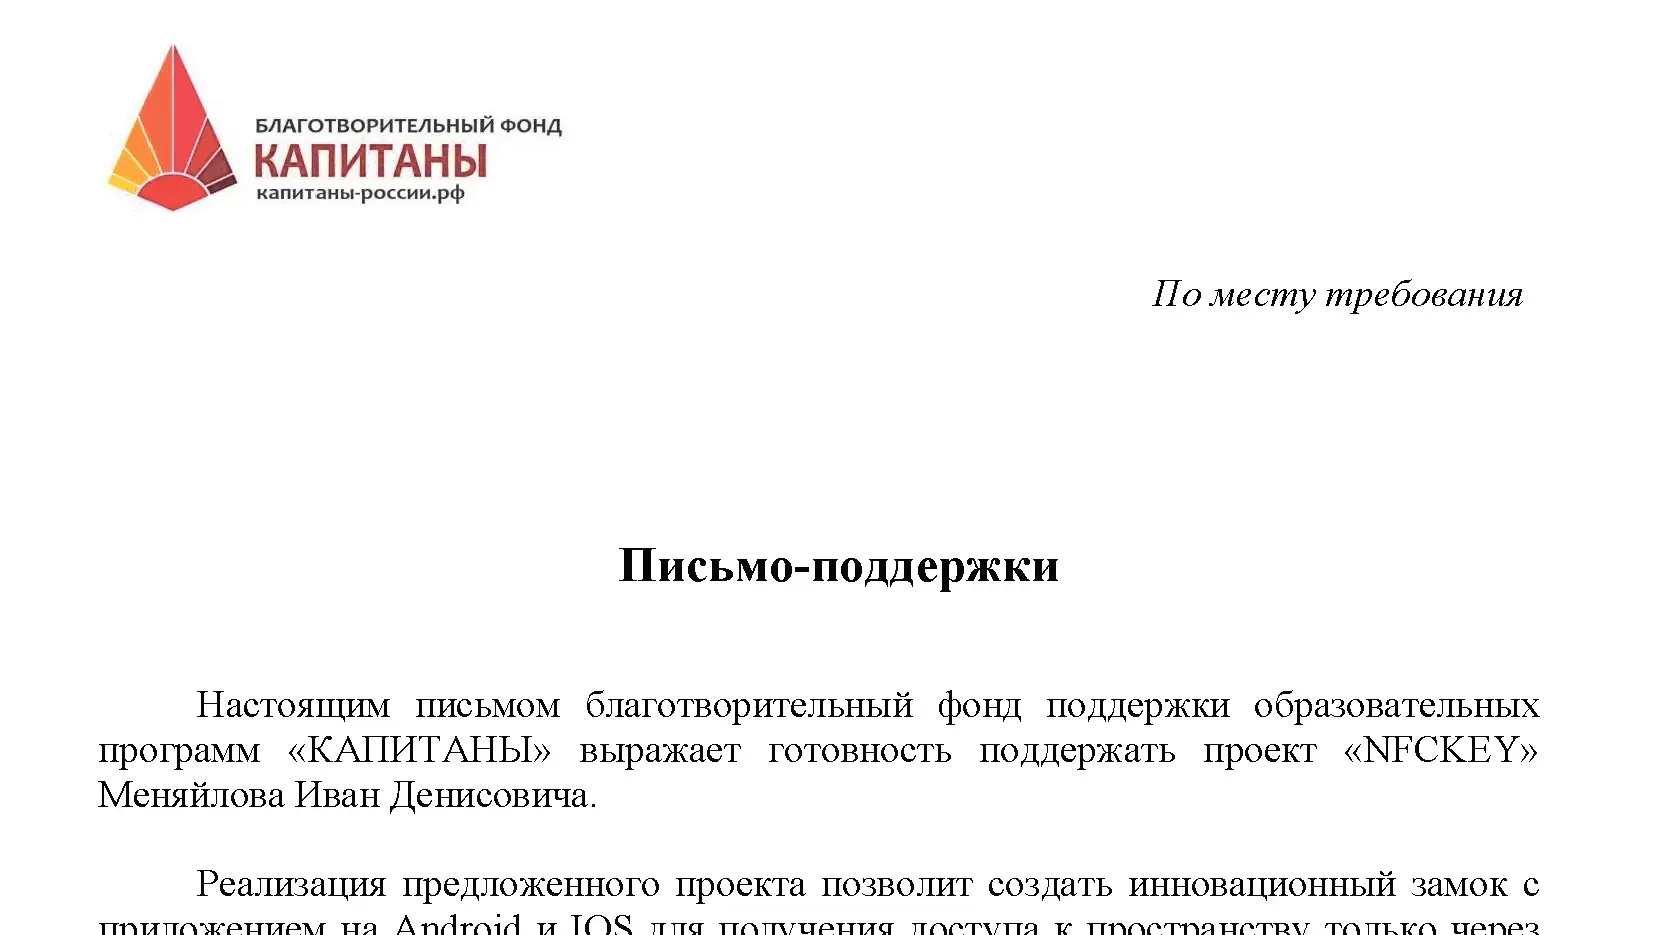 БЛАГОТВОРИТЕЛЬНЫЙ ФОНД
КАПИТАНЫ
капитаны-россии.рф
По месту требования
Письмо-поддержки
Настоящим письмом благотворительный фонд поддержки образовательных
программ «КАПИТАНЫ» выражает готовность поддержать проект «NFCKEY»
Меняйлова Иван Денисовича.
Реализация предложенного проекта позволит создать инновационный замок с
приложением на Android и IOS для получения доступа к пространству только через